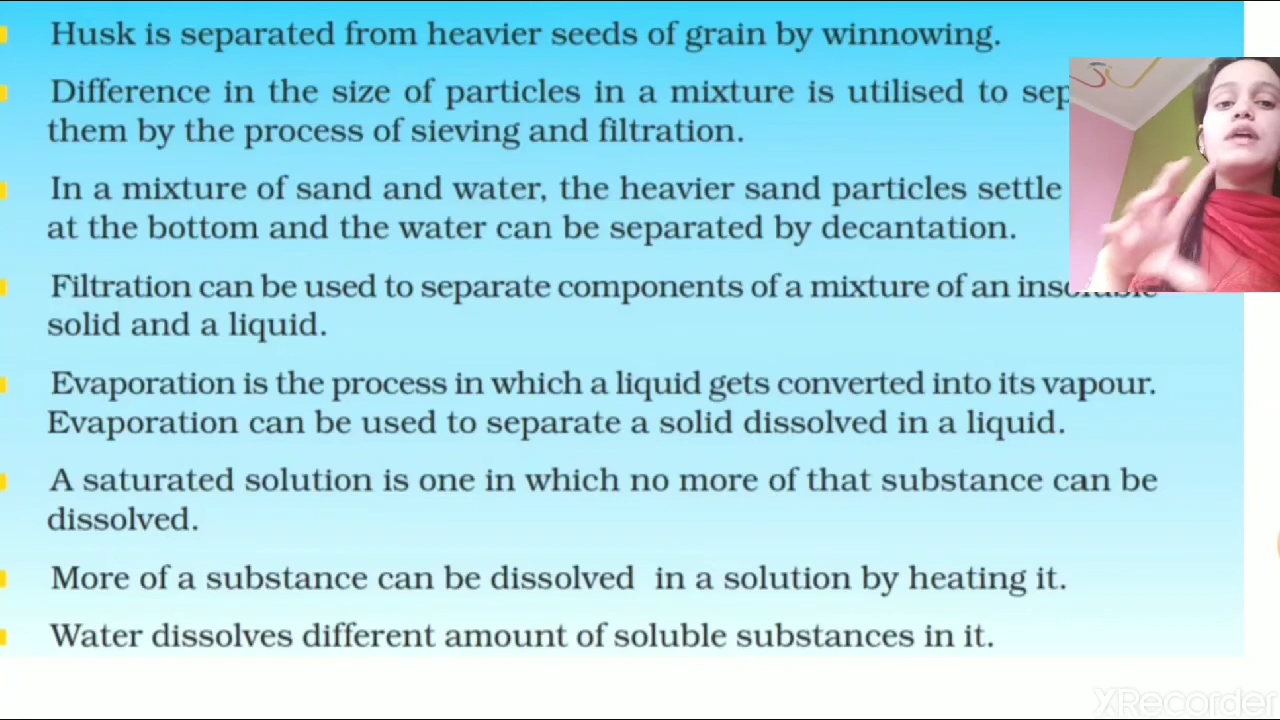 Husk is separated from heavier seeds of grain by winnowing.
Difference in the size of particles in a mixture is utilised to
them by the process of sieving and filtration.
In a mixture of sand and water, the heavier sand particles settle
at the bottom and the water can be separated by decantation.
Filtration can be used to separate components of a mixture of an insoluble
solid and a liquid.
Evaporation is the process in which a liquid gets converted into its vapour.
Evaporation can be used to separate a solid dissolved in a liquid.
A saturated solution is one in which no more of that substance can be
dissolved.
More of a substance can be dissolved in a solution by heating it.
Water dissolves different amount of soluble substances in it.
XRecorder